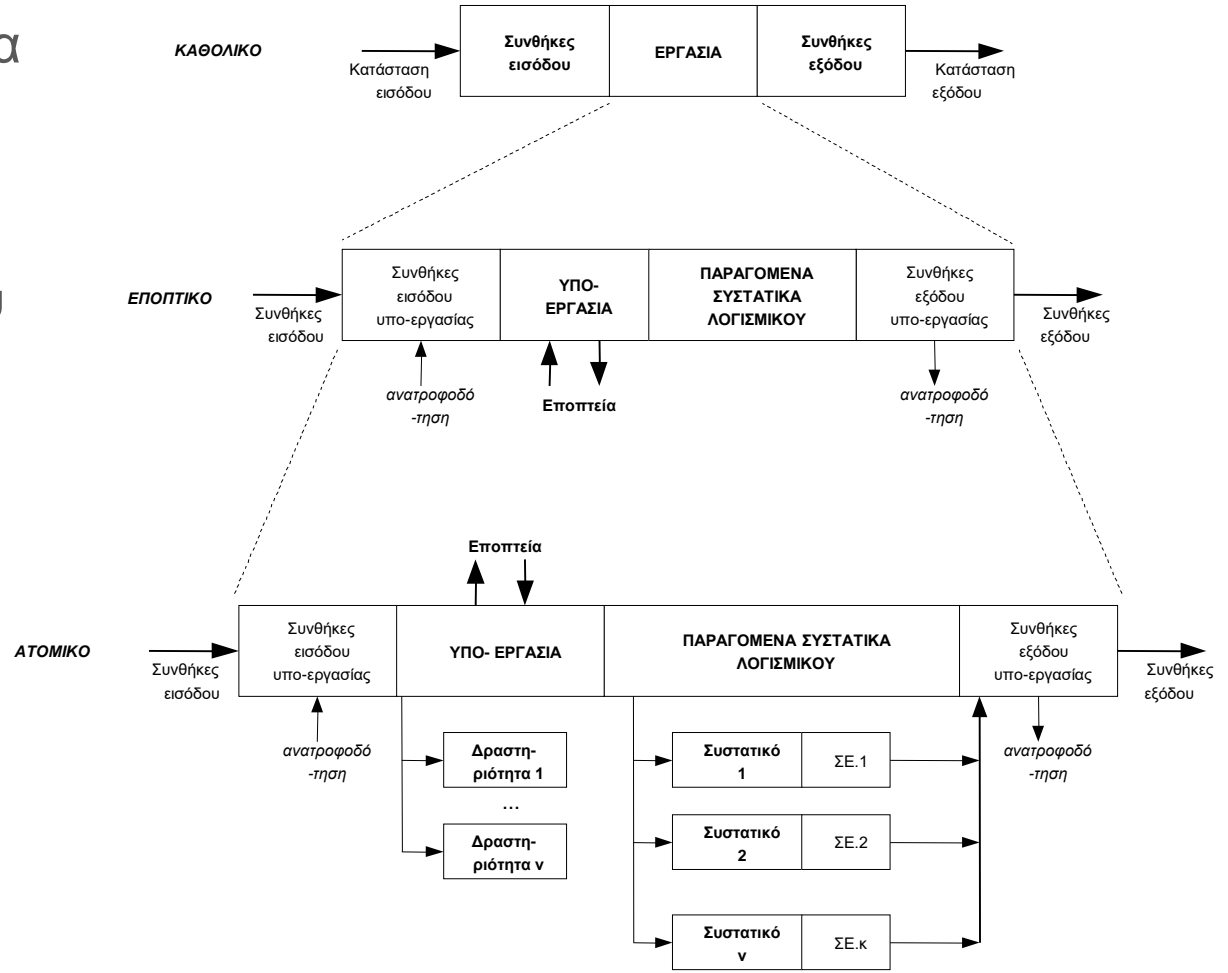 α
ΚΑΘΟΛΙΚΟ
Κατάσταση
εισόδου
Συνθήκες
εισόδου
ΕΡΓΑΣΙΑ
Συνθήκες
εξόδου
Κατάσταση
εξόδου
ΕΠΟΠΤΙΚΟ
Συνθήκες
εισόδου
Συνθήκες
εισόδου
υπο-εργασίας
ΥΠΟ-
ΕΡΓΑΣΙΑ
ΠΑΡΑΓΟΜΕΝΑ
ΣΥΣΤΑΤΙΚΑ
ΛΟΓΙΣΜΙΚΟΥ
Συνθήκες
εξόδου
υπο-εργασίας
Συνθήκες
εξόδου
ανατροφοδό
-τηση
Εποπτεία
ανατροφοδό
-τηση
Εποπτεία
ΑΤΟΜΙΚΟ
Συνθήκες
εισόδου
Συνθήκες
εισόδου
υπο-εργασίας
ΥΠΟ- ΕΡΓΑΣΙΑ
ΠΑΡΑΓΟΜΕΝΑ ΣΥΣΤΑΤΙΚΑ
ΛΟΓΙΣΜΙΚΟΥ
Συνθήκες
εξόδου
υπο-εργασίας
Συνθήκες
εξόδου
ανατροφοδό
-τηση
Δραστη-
ριότητα 1
...
Δραστη-
ριότητα ν
Συστατικό
1
ΣΕ.1
Συστατικό
2
ΣΕ.2
Συστατικό
ν
ΣΕ.κ
ανατροφοδό
-τηση